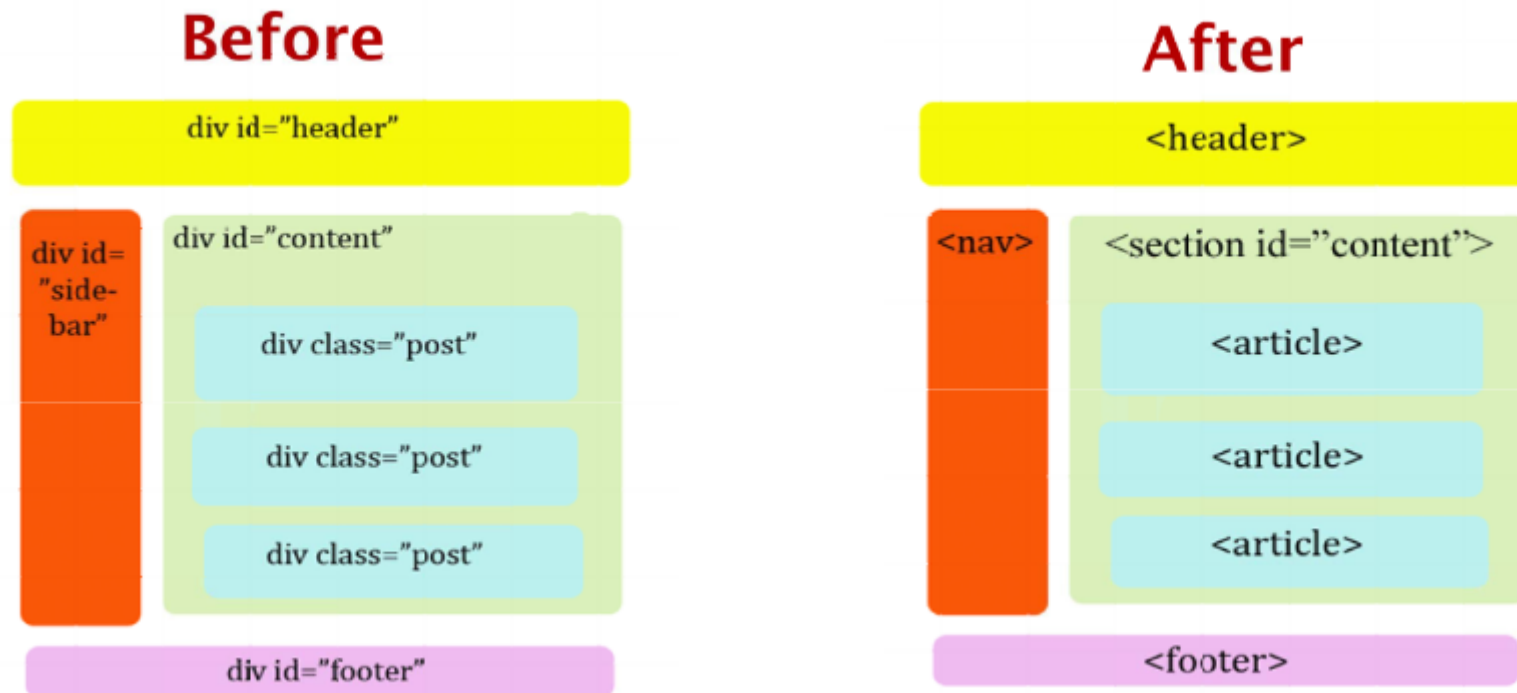 Before
div id=”header”
div id=
”side-
bar”
div id=”content”
div class=”post”
div class=”post”
div class=”post”
div id=”footer”
After
<header>
<nav>
<section id=”content”>
<article>
<article>
<article>
<footer>